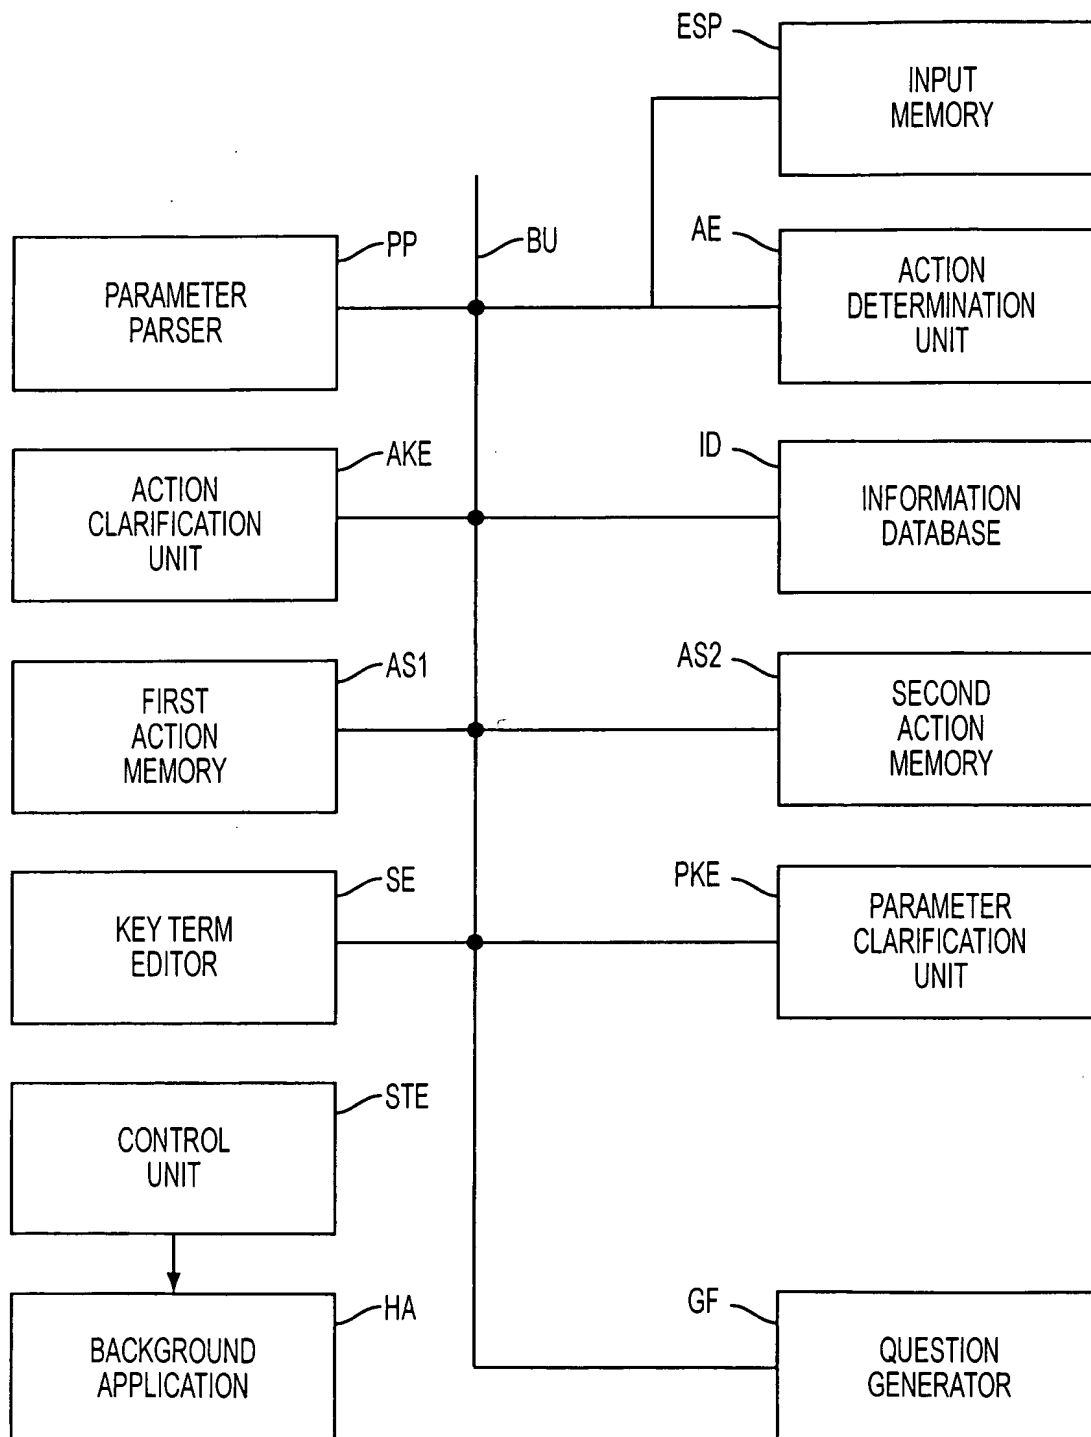 ESP
INPUT
MEMORY
PP
BU
AE
PARAMETER
PARSER
ACTION
DETERMINATION
UNIT
AKE
ID
ACTION
CLARIFICATION
UNIT
INFORMATION
DATABASE
AS1
AS2
FIRST
ACTION
MEMORY
SECOND
ACTION
MEMORY
SE
PKE
KEY TERM
EDITOR
PARAMETER
CLARIFICATION
UNIT
STE
CONTROL
UNIT
HA
GF
BACKGROUND
APPLICATION
QUESTION
GENERATOR